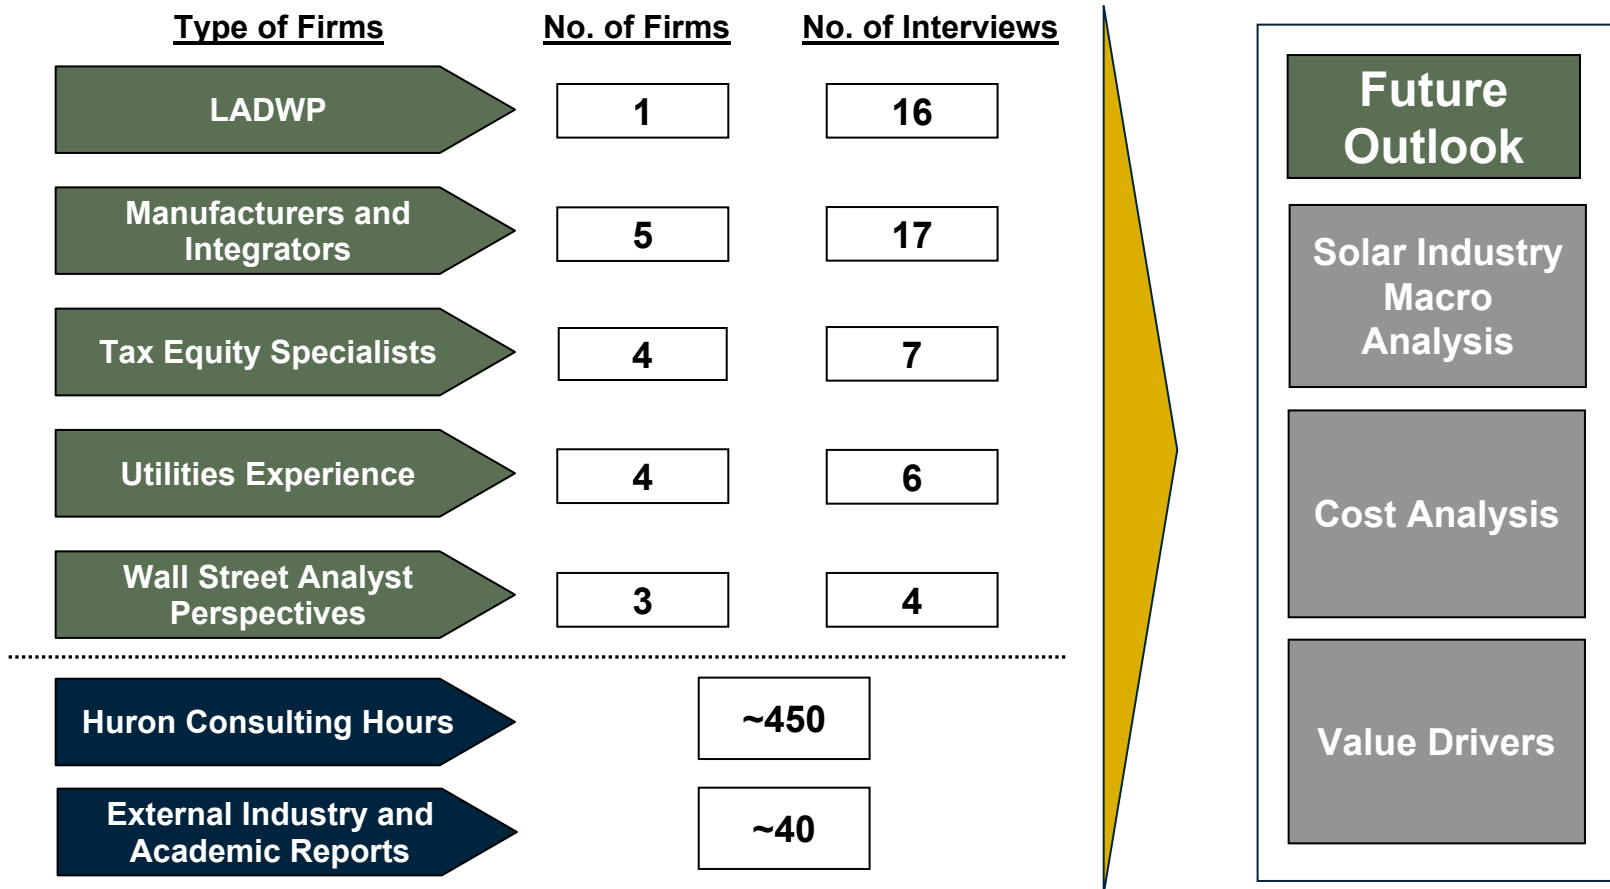 Type of Firms No. of Firms No. of Interviews
LADWP 1 16
Manufacturers and
Integrators 5 17
Tax Equity Specialists 4 7
Utilities Experience 4 6
Wall Street Analyst
Perspectives 3 4
Huron Consulting Hours ~450
External Industry and
Academic Reports ~40
Future
Outlook
Solar Industry
Macro
Analysis
Cost Analysis
Value Drivers